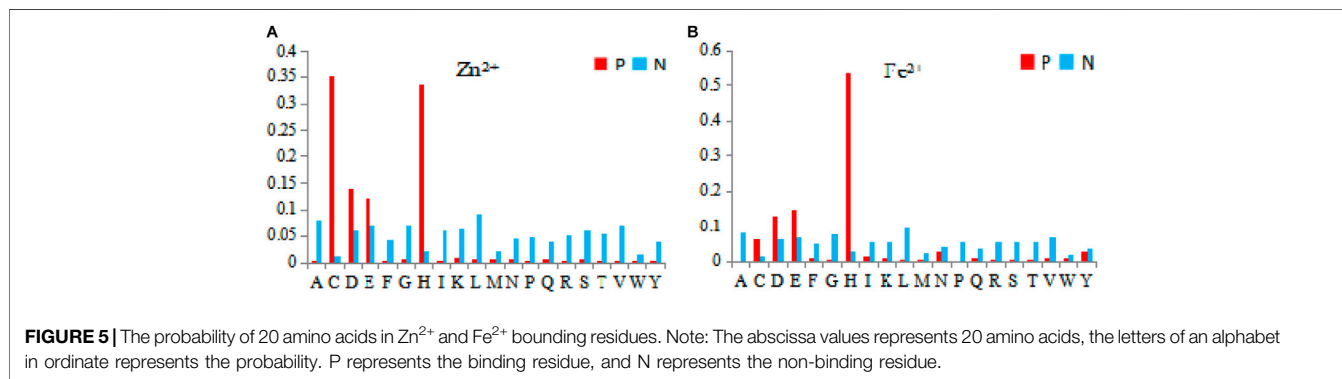 A
B
0.4
0.35
0.3
0.25
0.2
0.15
0.1
0.05
0
Zn²⁺
P N
A C D E F G H I K L M N P Q R S T V W Y
0.6
0.5
0.4
0.3
0.2
0.1
0
Fe²⁺
P N
A C D E F G H I K L M N P Q R S T V W Y
FIGURE 5 | The probability of 20 amino acids in Zn²⁺ and Fe²⁺ bounding residues. Note: The abscissa values represents 20 amino acids, the letters of an alphabet
in ordinate represents the probability. P represents the binding residue, and N represents the non-binding residue.